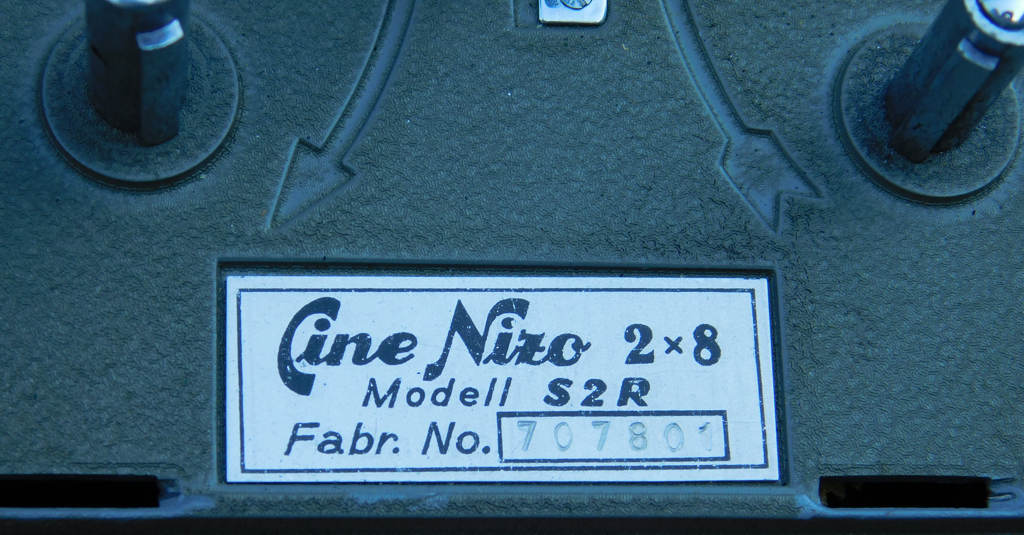 Cine Nizo 2×8
Modell S2R
Fabr. No. 707801